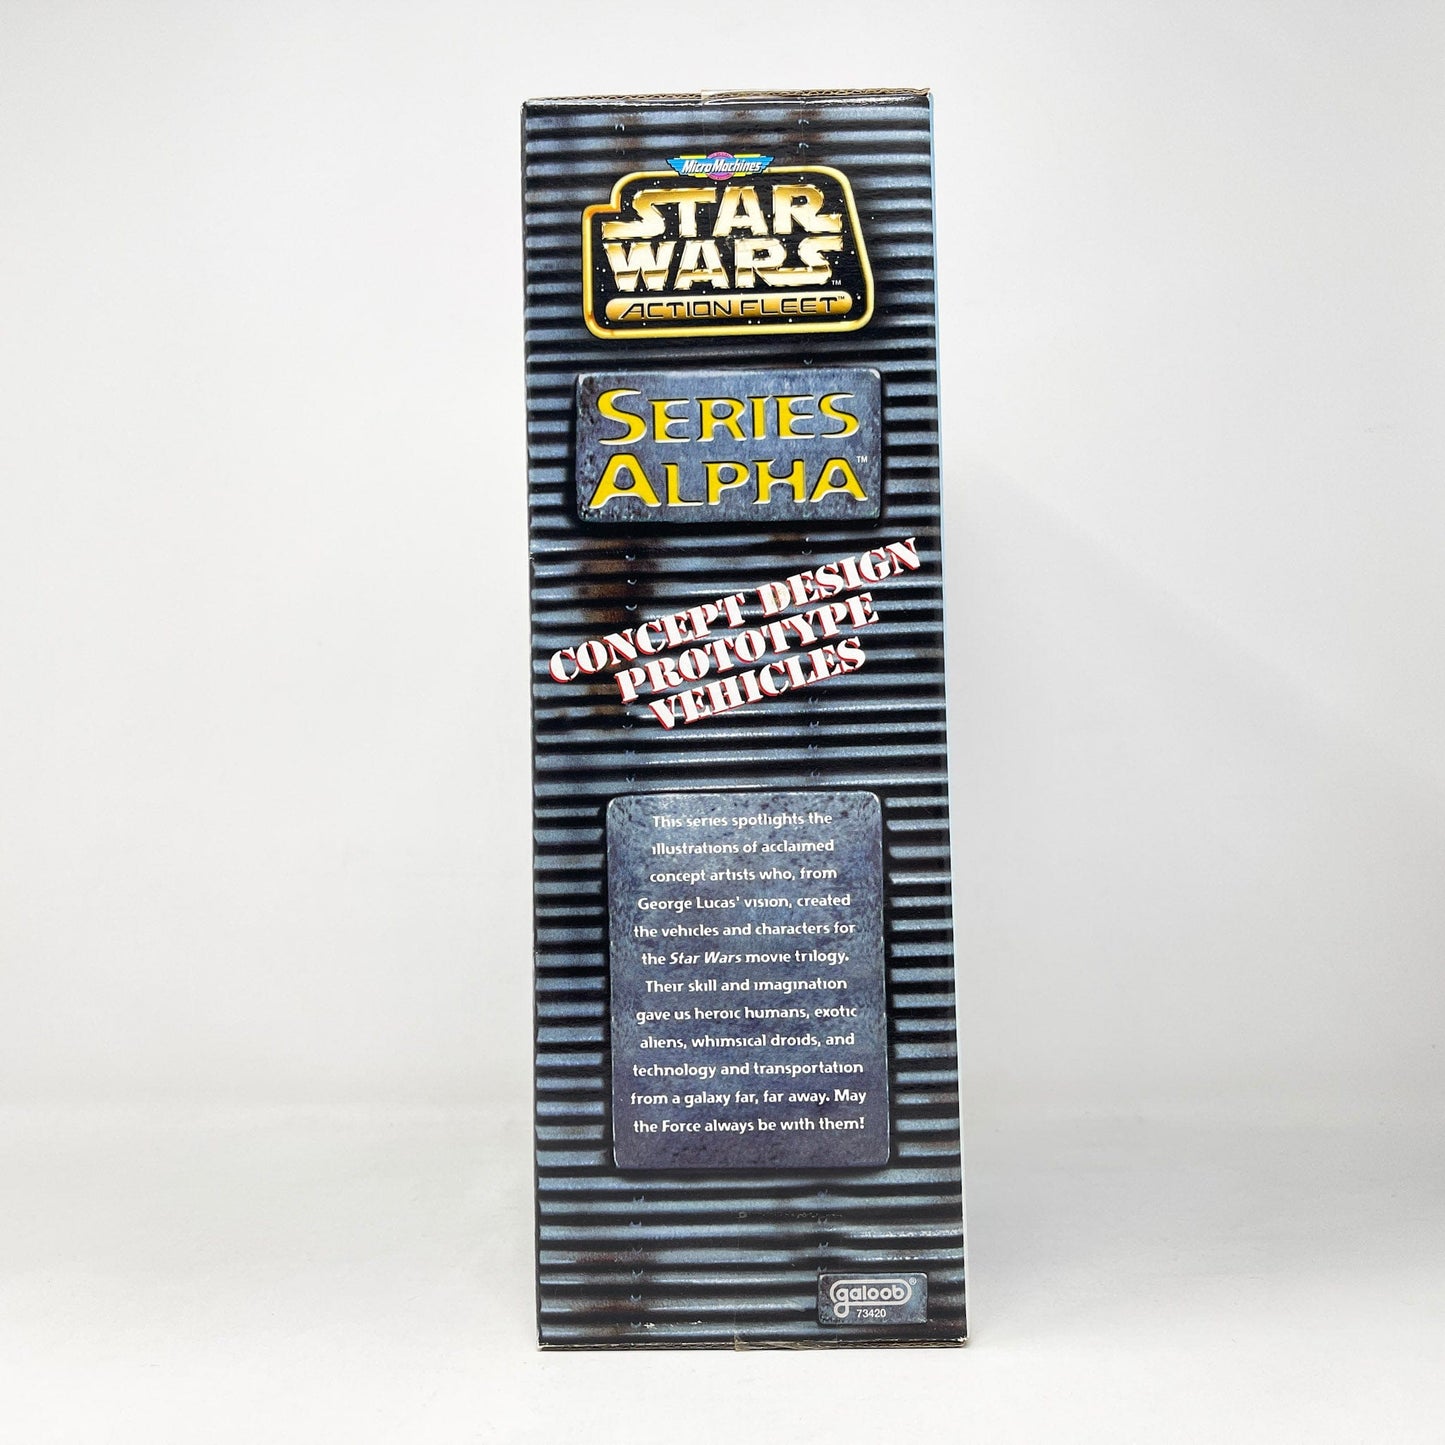 Micro Machines
STAR
WARS™
ACTION FLEET™
SERIES
ALPHA™
CONCEPT DESIGN
PROTOTYPE
VEHICLES
This series spotlights the
illustrations of acclaimed
concept artists who, from
George Lucas' vision, created
the vehicles and characters for
the Star Wars movie trilogy.
Their skill and imagination
gave us heroic humans, exotic
aliens, whimsical droids, and
technology and transportation
from a galaxy far, far away. May
the Force always be with them!
galoob®
73420